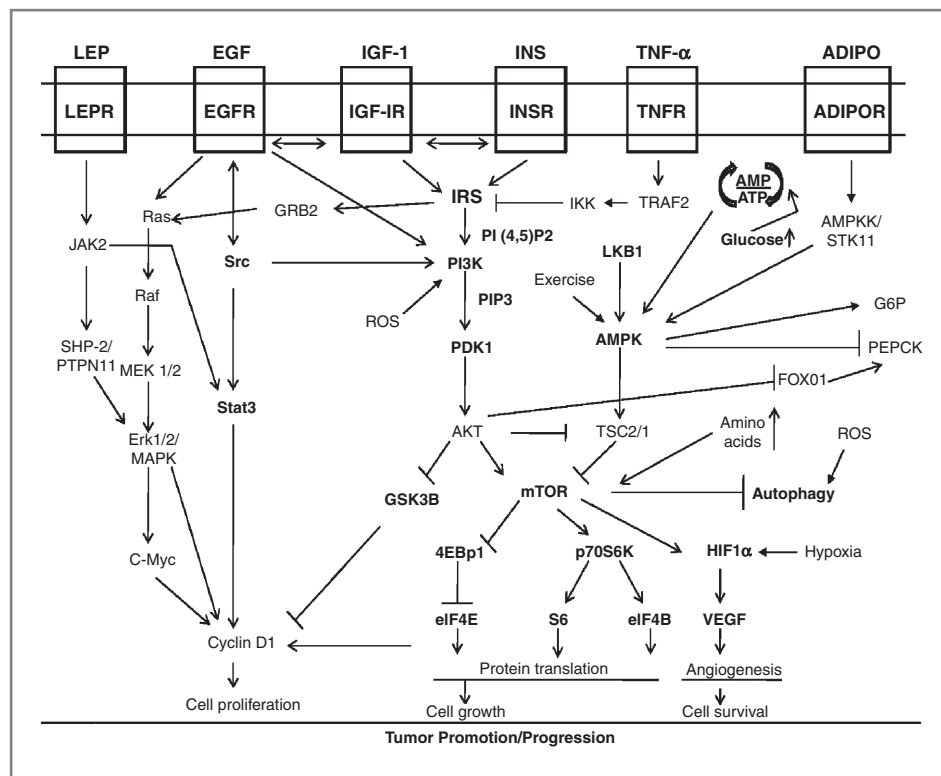 LEP EGF IGF-1 INS TNF-α ADIPO
LEPR EGFR IGF-IR INSR TNFR ADIPOR
AMP
ATP
Ras GRB2 IRS IKK TRAF2
AMPKK/
STK11
Glucose
PI (4,5)P2
JAK2 Src PI3K LKB1
Exercise
Raf PIP3 G6P
ROS
SHP-2/
PTPN11
MEK 1/2 PDK1 AMPK PEPCK
FOX01
Stat3
Erk1/2/
MAPK
AKT TSC2/1
Amino
acids
ROS
GSK3B mTOR Autophagy
C-Myc 4EBp1 p70S6K HIF1α Hypoxia
eIF4E S6 eIF4B VEGF
Cyclin D1
Protein translation Angiogenesis
Cell proliferation Cell growth Cell survival
Tumor Promotion/Progression